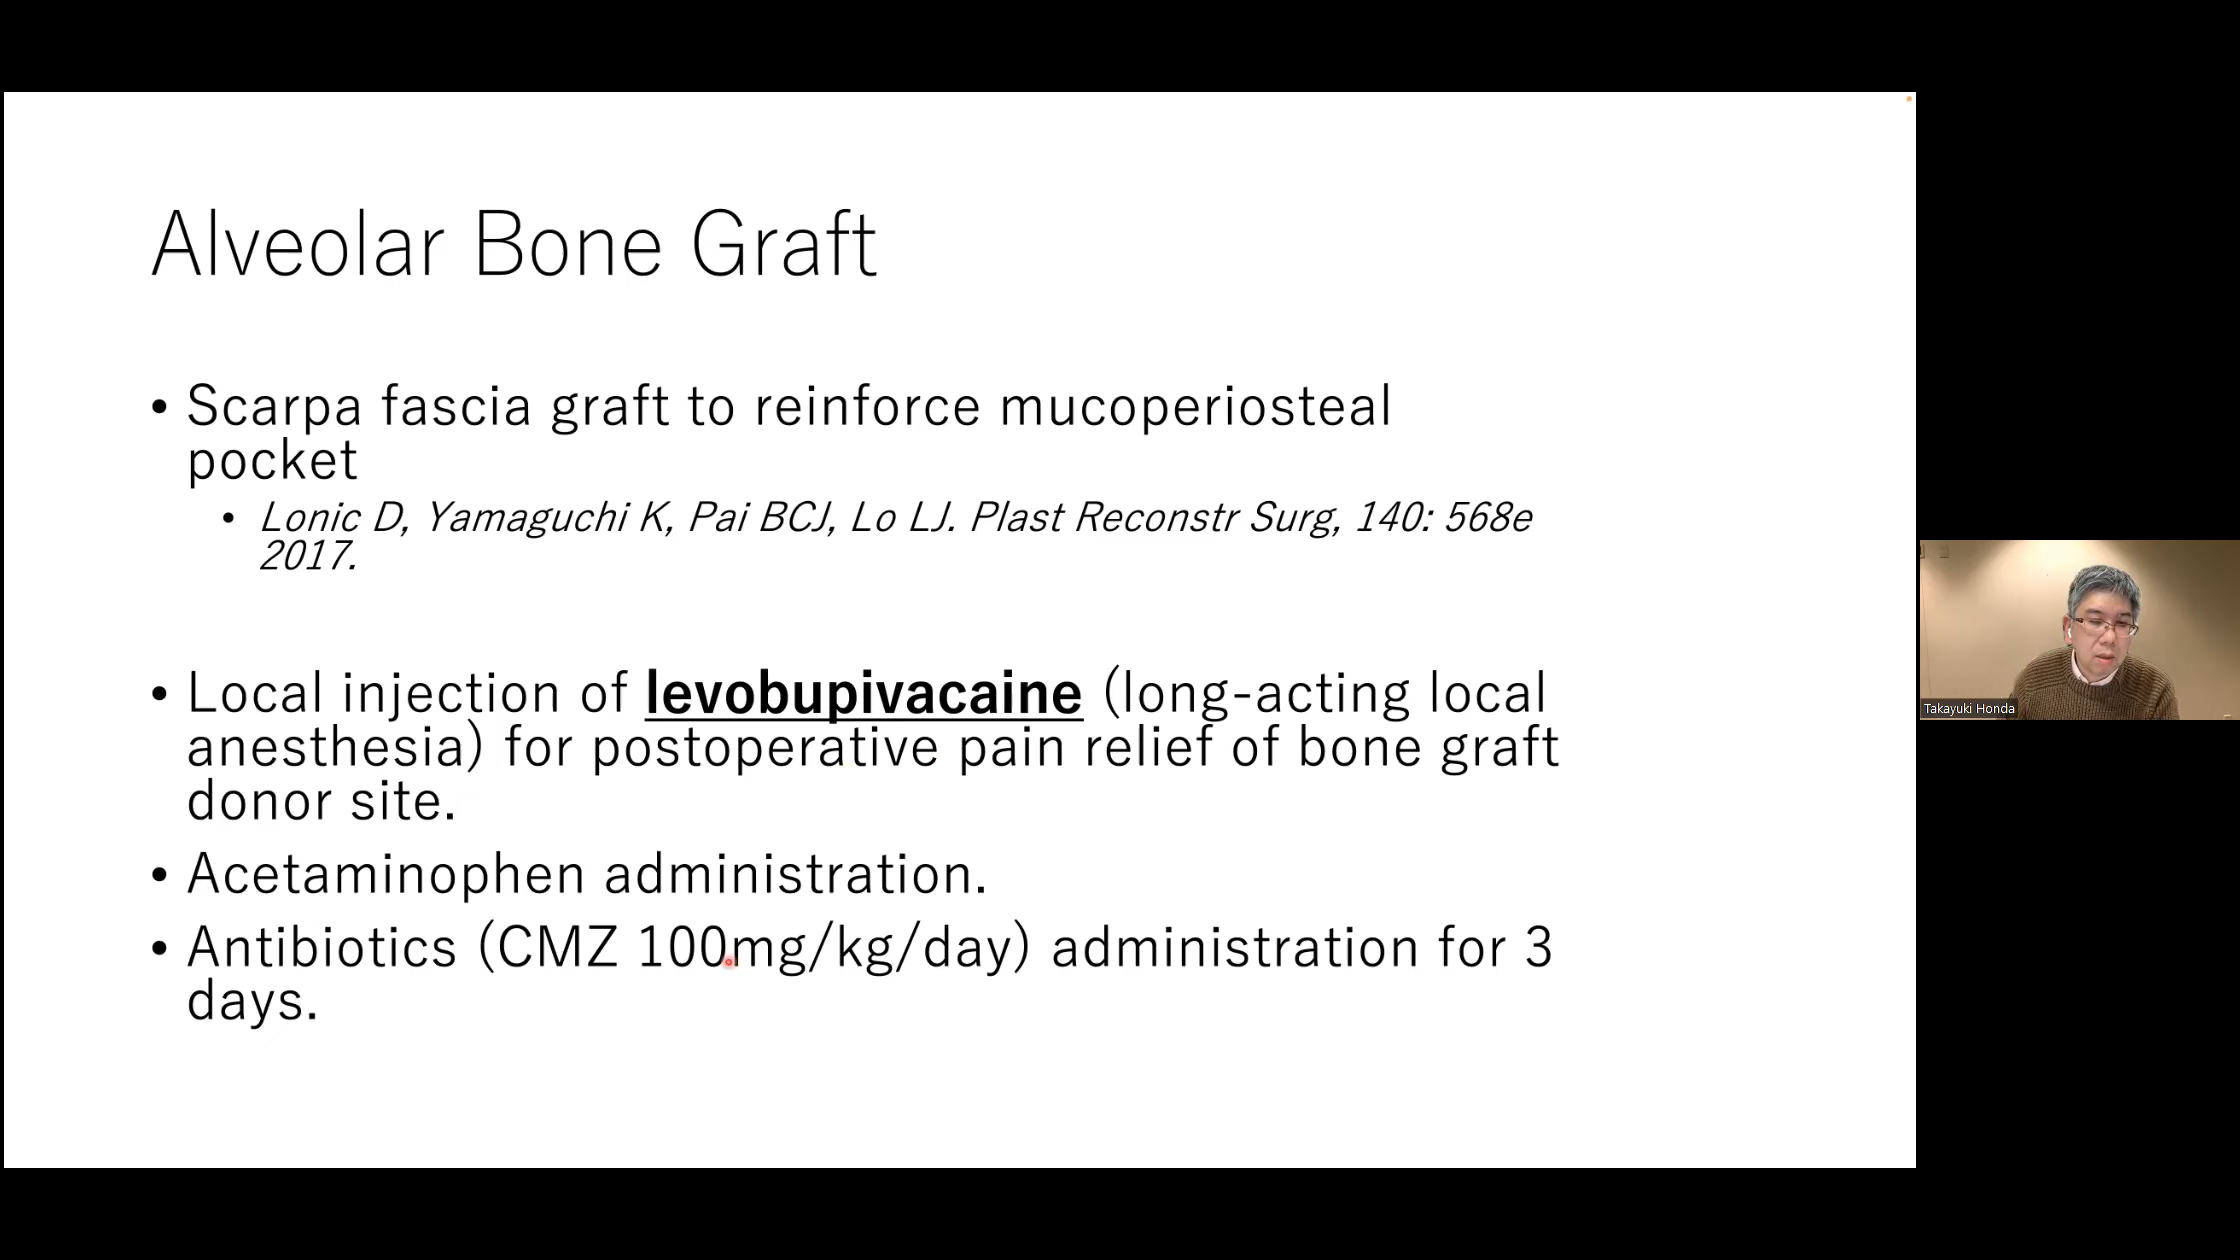 Alveolar Bone Graft
• Scarpa fascia graft to reinforce mucoperiosteal
pocket
• Lonic D, Yamaguchi K, Pai BCJ, Lo LJ. Plast Reconstr Surg, 140: 568e
2017.
• Local injection of levobupivacaine (long-acting local
anesthesia) for postoperative pain relief of bone graft
donor site.
• Acetaminophen administration.
• Antibiotics (CMZ 100mg/kg/day) administration for 3
days.
Takayuki Honda